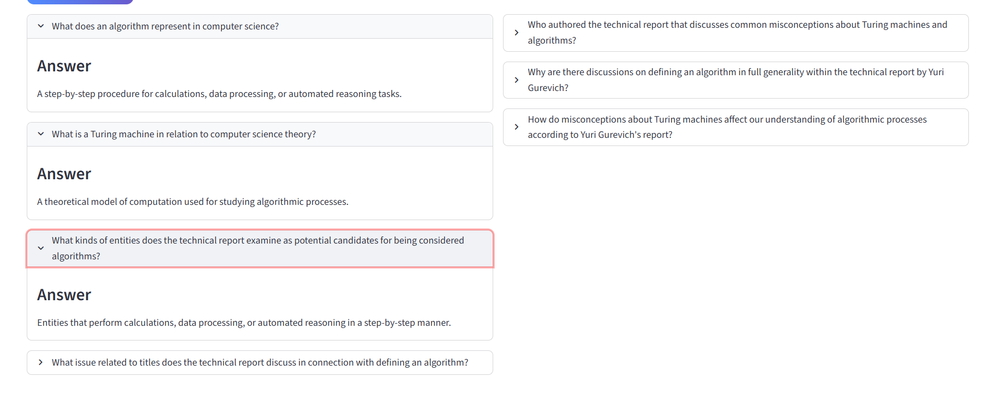 What does an algorithm represent in computer science?
Answer
A step-by-step procedure for calculations, data processing, or automated reasoning tasks.
What is a Turing machine in relation to computer science theory?
Answer
A theoretical model of computation used for studying algorithmic processes.
What kinds of entities does the technical report examine as potential candidates for being considered
algorithms?
Answer
Entities that perform calculations, data processing, or automated reasoning in a step-by-step manner.
What issue related to titles does the technical report discuss in connection with defining an algorithm?
Who authored the technical report that discusses common misconceptions about Turing machines and
algorithms?
Why are there discussions on defining an algorithm in full generality within the technical report by Yuri
Gurevich?
How do misconceptions about Turing machines affect our understanding of algorithmic processes
according to Yuri Gurevich's report?